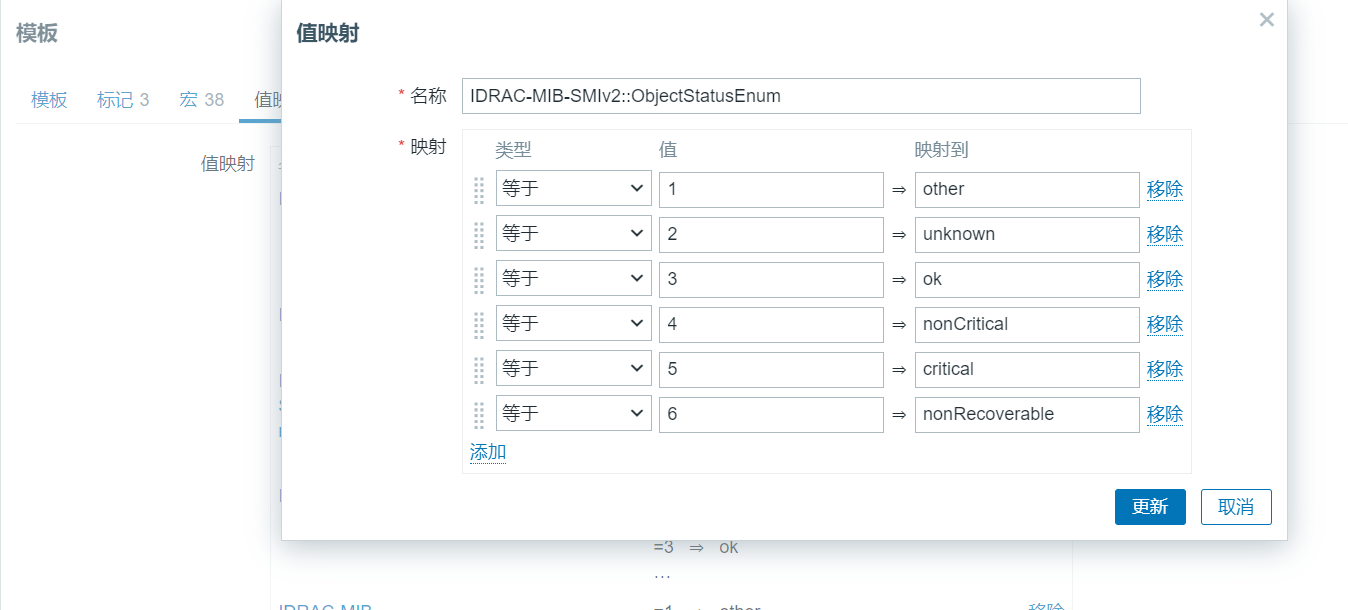 模板
值映射
模板 标记 3 宏 38 值映
* 名称 IDRAC-MIB-SMIv2::ObjectStatusEnum
值映射
* 映射 类型 值 映射到
等于 1 ⇒ other 移除
等于 2 ⇒ unknown 移除
等于 3 ⇒ ok 移除
等于 4 ⇒ nonCritical 移除
等于 5 ⇒ critical 移除
等于 6 ⇒ nonRecoverable 移除
添加
更新 取消
=3 ⇒ ok
…
IDRAC-MIB =1 ⇒ other 移除